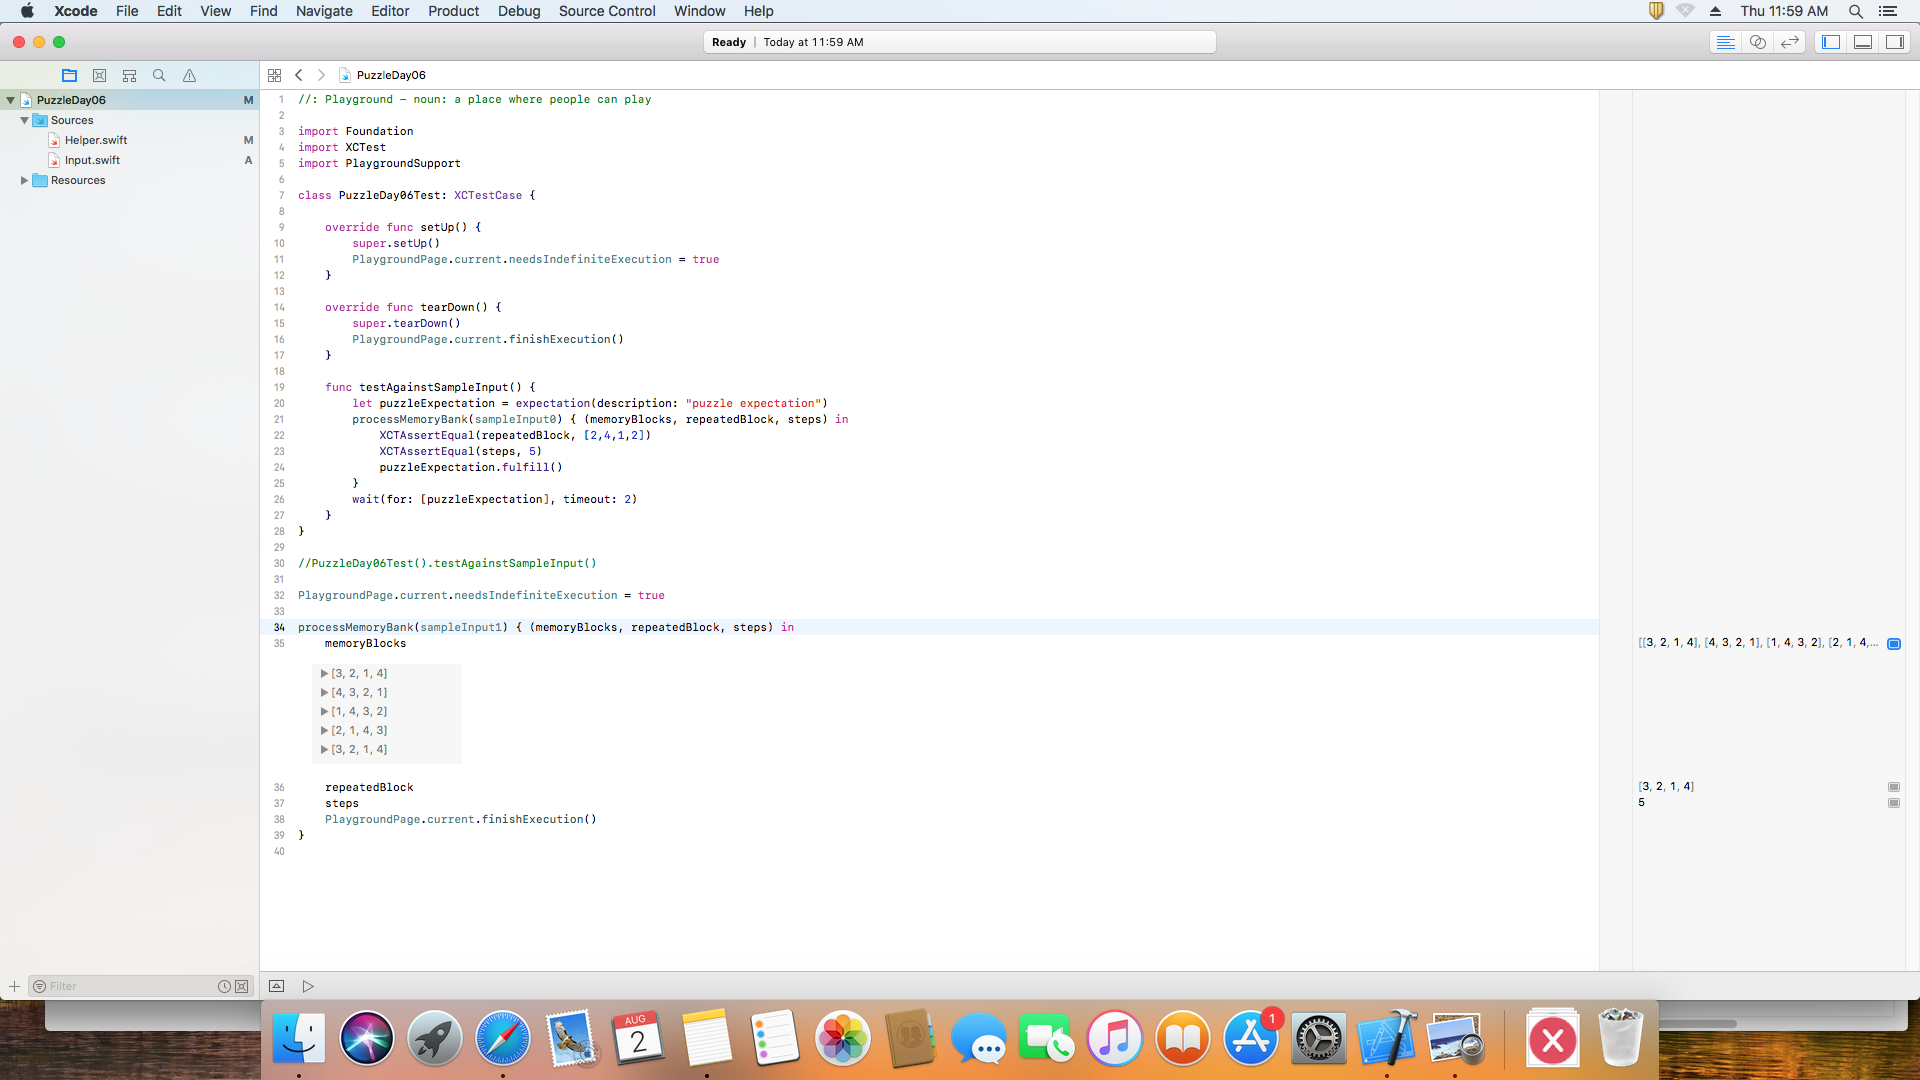 Xcode File Edit View Find Navigate Editor Product Debug Source Control Window Help Thu 11:59 AM
Ready | Today at 11:59 AM
PuzzleDay06
PuzzleDay06 M
Sources
Helper.swift M
Input.swift A
Resources
1 //: Playground - noun: a place where people can play
2
3 import Foundation
4 import XCTest
5 import PlaygroundSupport
6
7 class PuzzleDay06Test: XCTestCase {
8
9 override func setUp() {
10 super.setUp()
11 PlaygroundPage.current.needsIndefiniteExecution = true
12 }
13
14 override func tearDown() {
15 super.tearDown()
16 PlaygroundPage.current.finishExecution()
17 }
18
19 func testAgainstSampleInput() {
20 let puzzleExpectation = expectation(description: "puzzle expectation")
21 processMemoryBank(sampleInput0) { (memoryBlocks, repeatedBlock, steps) in
22 XCTAssertEqual(repeatedBlock, [2,4,1,2])
23 XCTAssertEqual(steps, 5)
24 puzzleExpectation.fulfill()
25 }
26 wait(for: [puzzleExpectation], timeout: 2)
27 }
28 }
29
30 //PuzzleDay06Test().testAgainstSampleInput()
31
32 PlaygroundPage.current.needsIndefiniteExecution = true
33
34 processMemoryBank(sampleInput1) { (memoryBlocks, repeatedBlock, steps) in
35 memoryBlocks
[[3, 2, 1, 4], [4, 3, 2, 1], [1, 4, 3, 2], [2, 1, 4,...
[3, 2, 1, 4]
[4, 3, 2, 1]
[1, 4, 3, 2]
[2, 1, 4, 3]
[3, 2, 1, 4]
36 repeatedBlock
[3, 2, 1, 4]
37 steps
5
38 PlaygroundPage.current.finishExecution()
39 }
40
Filter
AUG
2
1